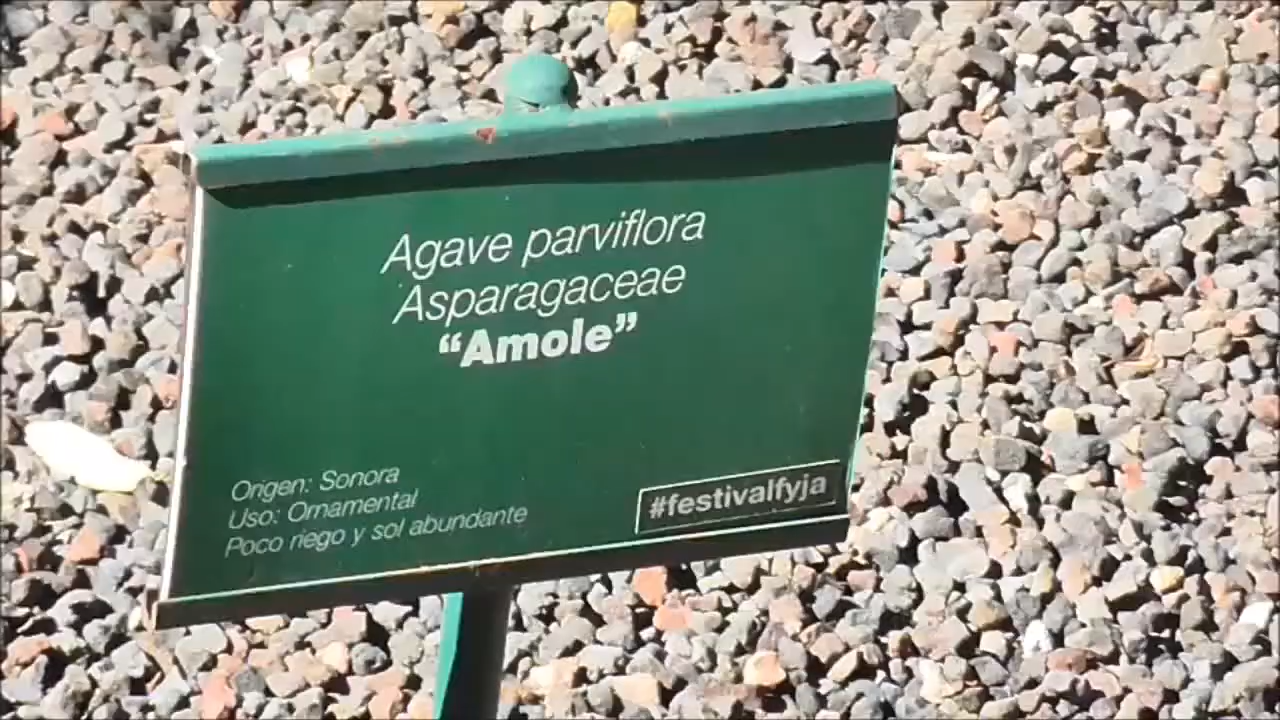 Agave parviflora
Asparagaceae
“Amole”
Origen: Sonora
Uso: Ornamental
Poco riego y sol abundante
#festivalfyja